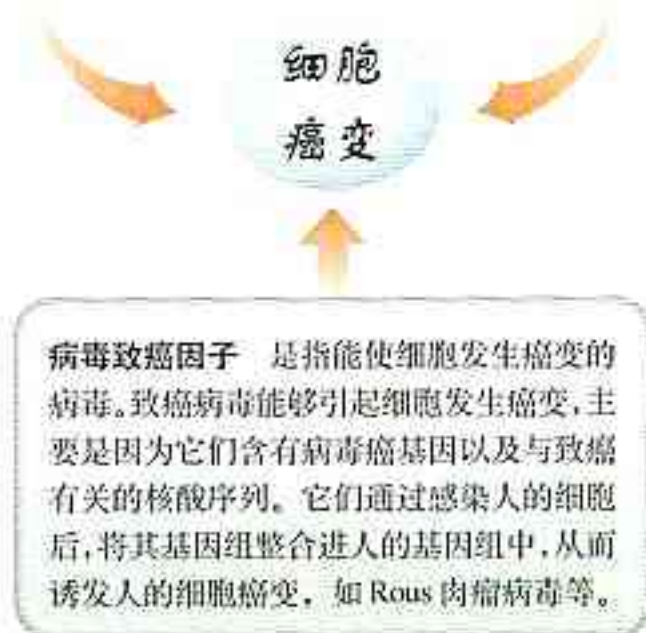 细胞
癌变
病毒致癌因子 是指能使细胞发生癌变的
病毒。致癌病毒能够引起细胞发生癌变，主
要是因为它们含有病毒癌基因以及与致癌
有关的核酸序列。它们通过感染人的细胞
后，将其基因组整合进人的基因组中，从而
诱发人的细胞癌变，如 Rous 肉瘤病毒等。